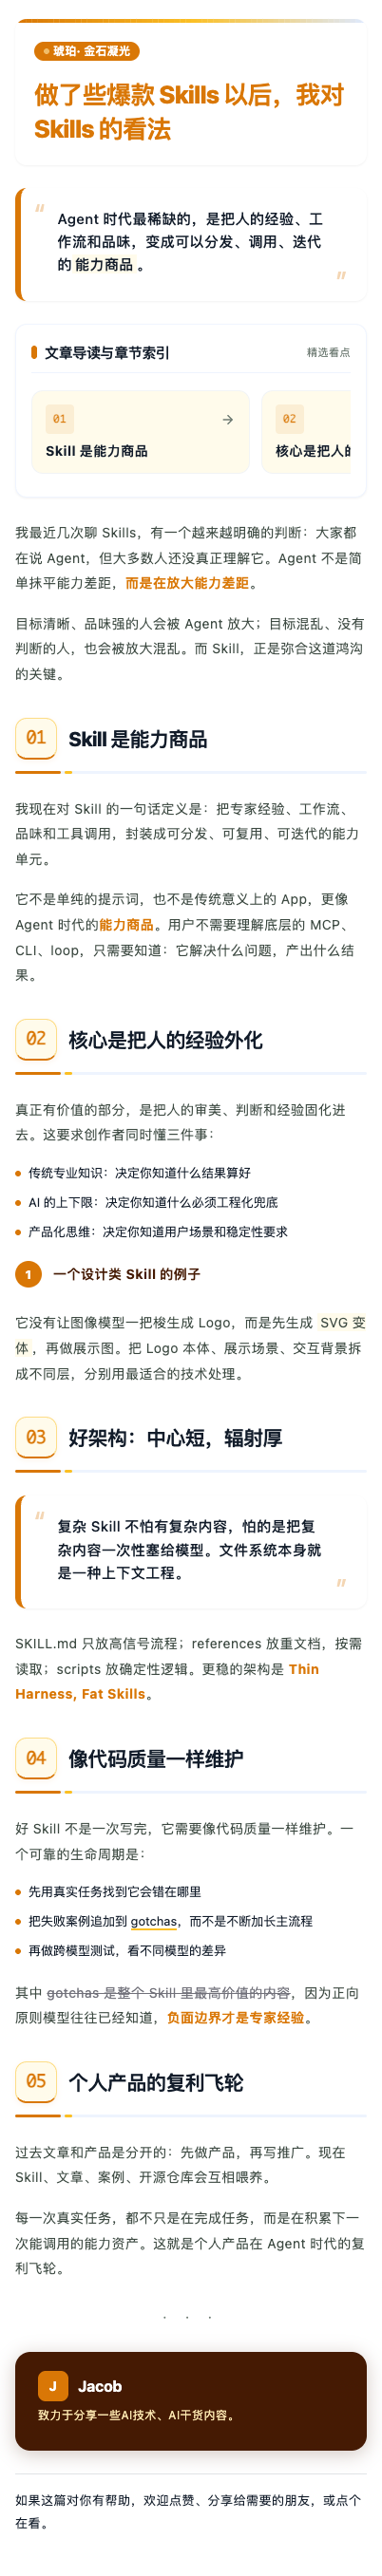 琥珀· 金石凝光
做了些爆款 Skills 以后，我对
Skills 的看法
“
Agent 时代最稀缺的，是把人的经验、工
作流和品味，变成可以分发、调用、迭代
的 能力商品 。
”
文章导读与章节索引 精选看点
01 → 02
Skill 是能力商品 核心是把人的
我最近几次聊 Skills，有一个越来越明确的判断：大家都
在说 Agent，但大多数人还没真正理解它。Agent 不是简
单抹平能力差距，而是在放大能力差距。
目标清晰、品味强的人会被 Agent 放大；目标混乱、没有
判断的人，也会被放大混乱。而 Skill，正是弥合这道鸿沟
的关键。
01 Skill 是能力商品
我现在对 Skill 的一句话定义是：把专家经验、工作流、
品味和工具调用，封装成可分发、可复用、可迭代的能力
单元。
它不是单纯的提示词，也不是传统意义上的 App，更像
Agent 时代的能力商品。用户不需要理解底层的 MCP、
CLI、loop，只需要知道：它解决什么问题，产出什么结
果。
02 核心是把人的经验外化
真正有价值的部分，是把人的审美、判断和经验固化进
去。这要求创作者同时懂三件事：
传统专业知识：决定你知道什么结果算好
AI 的上下限：决定你知道什么必须工程化兜底
产品化思维：决定你知道用户场景和稳定性要求
1 一个设计类 Skill 的例子
它没有让图像模型一把梭生成 Logo，而是先生成 SVG 变
体，再做展示图。把 Logo 本体、展示场景、交互背景拆
成不同层，分别用最适合的技术处理。
03 好架构：中心短，辐射厚
“
复杂 Skill 不怕有复杂内容，怕的是把复
杂内容一次性塞给模型。文件系统本身就
是一种上下文工程。
”
SKILL.md 只放高信号流程；references 放重文档，按需
读取；scripts 放确定性逻辑。更稳的架构是 Thin
Harness, Fat Skills。
04 像代码质量一样维护
好 Skill 不是一次写完，它需要像代码质量一样维护。一
个可靠的生命周期是：
先用真实任务找到它会错在哪里
把失败案例追加到 gotchas，而不是不断加长主流程
再做跨模型测试，看不同模型的差异
其中 gotchas 是整个 Skill 里最高价值的内容，因为正向
原则模型往往已经知道，负面边界才是专家经验。
05 个人产品的复利飞轮
过去文章和产品是分开的：先做产品，再写推广。现在
Skill、文章、案例、开源仓库会互相喂养。
每一次真实任务，都不只是在完成任务，而是在积累下一
次能调用的能力资产。这就是个人产品在 Agent 时代的复
利飞轮。
· · ·
J Jacob
致力于分享一些AI技术、AI干货内容。
如果这篇对你有帮助，欢迎点赞、分享给需要的朋友，或点个
在看。